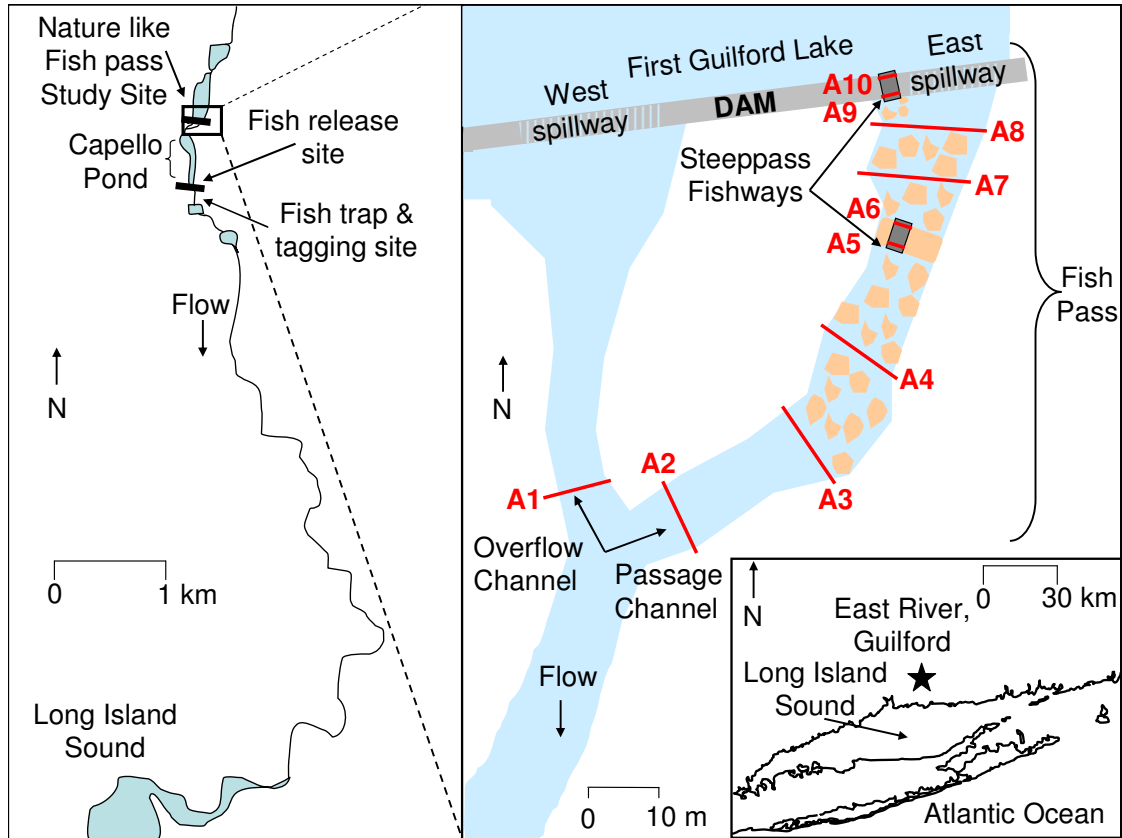 Nature like
Fish pass
Study Site
Capello
Pond
Fish release
site
Fish trap &
tagging site
Flow
N
0 1 km
Long Island
Sound
First Guilford Lake
West
spillway
DAM
East
spillway
A10
A9
A8
A7
Steeppass
Fishways
A6
A5
A4
A3
A2
A1
Fish
Pass
N
Overflow
Channel
Passage
Channel
Flow
0 10 m
N
0 30 km
East River,
Guilford
Long Island
Sound
Atlantic Ocean